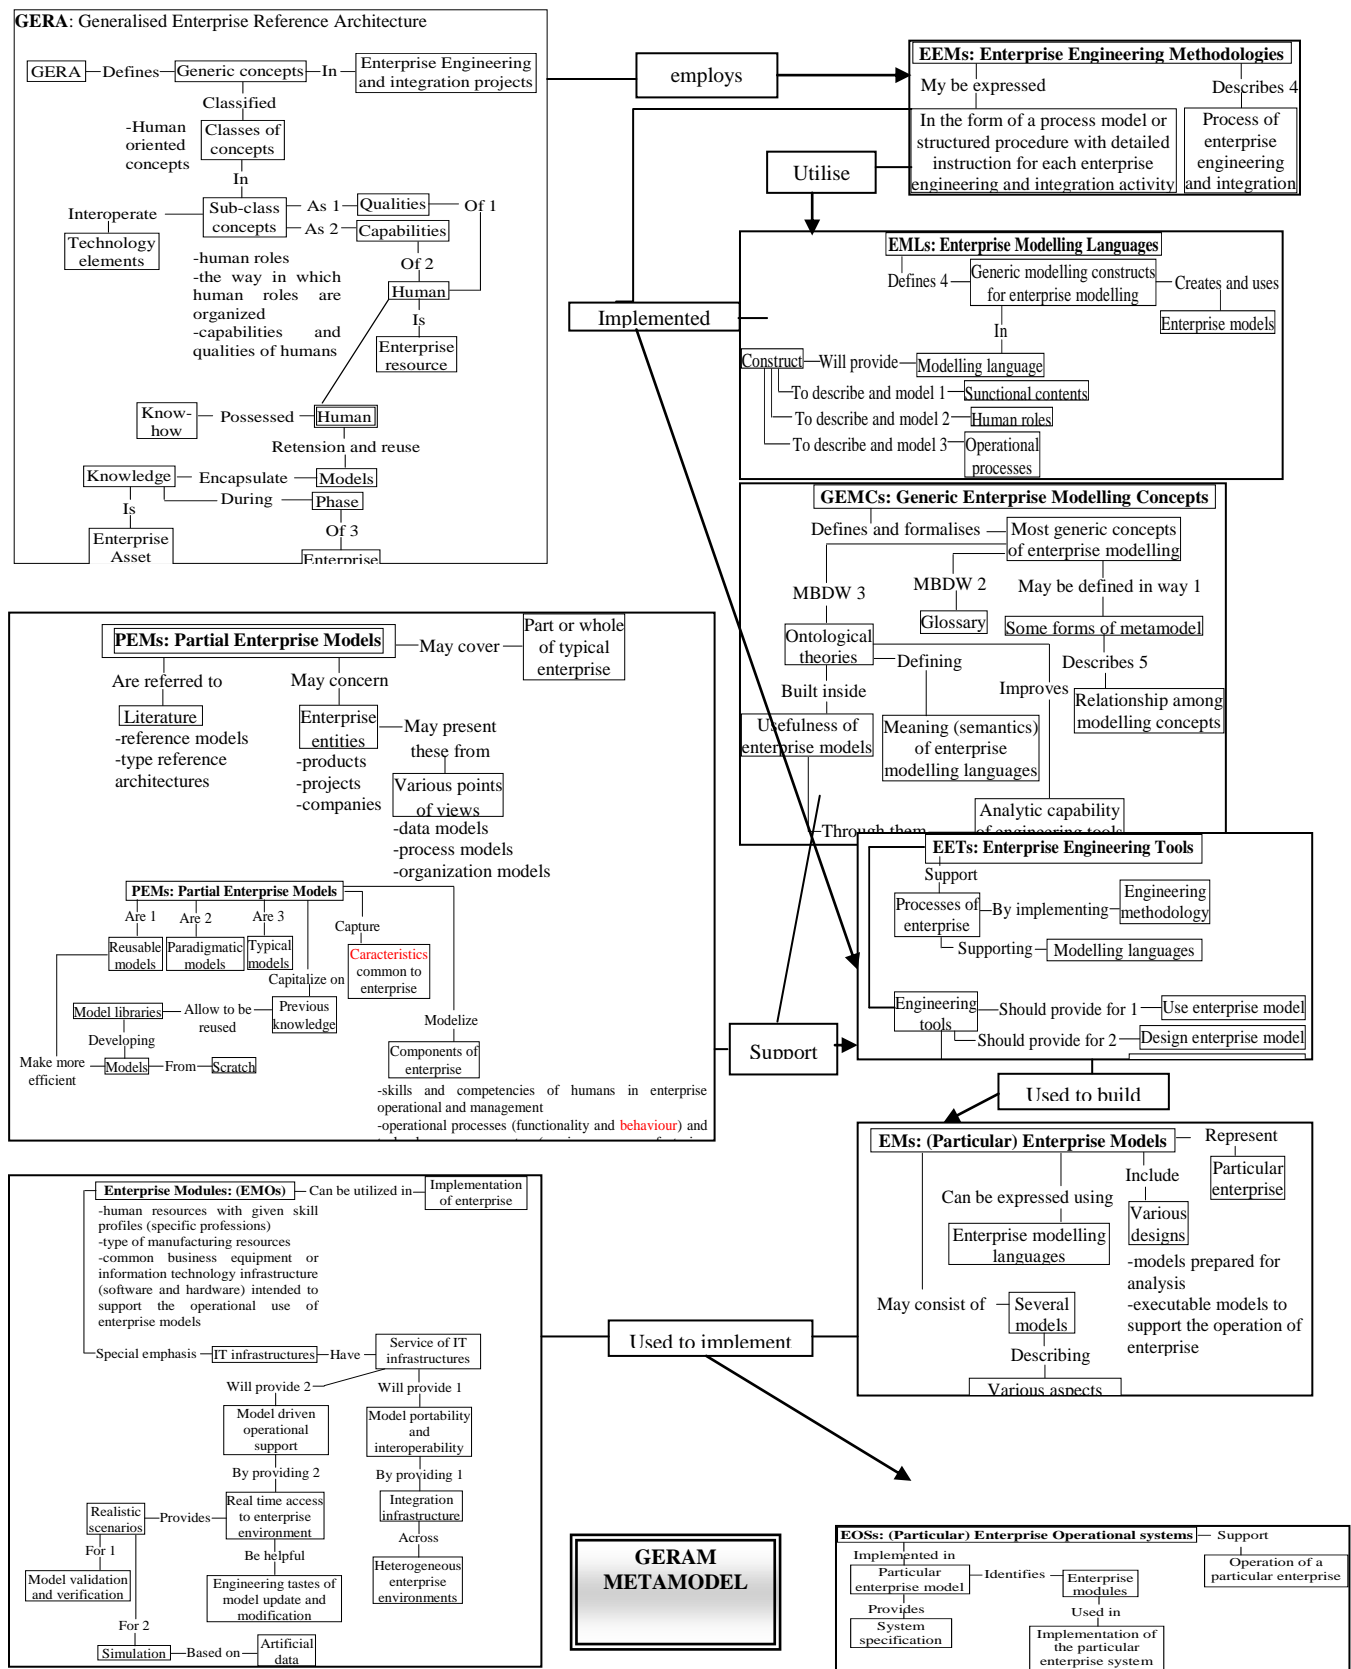 GERA: Generalised Enterprise Reference Architecture
GERA
Defines
Generic concepts
In
Enterprise Engineering
and integration projects
Classified
-Human
oriented
concepts
Classes of
concepts
In
Interoperate
Sub-class
concepts
As 1
Qualities
Of 1
As 2
Capabilities
Technology
elements
-human roles
-the way in which
human roles are
organized
-capabilities and
qualities of humans
Of 2
Human
Is
Enterprise
resource
Know-
how
Possessed
Human
Retension and reuse
Knowledge
Encapsulate
Models
During
Phase
Is
Of 3
Enterprise
Asset
Enterprise
employs
EEMs: Enterprise Engineering Methodologies
My be expressed
Describes 4
In the form of a process model or
structured procedure with detailed
instruction for each enterprise
engineering and integration activity
Process of
enterprise
engineering
and integration
Utilise
Implemented
EMLs: Enterprise Modelling Languages
Defines 4
Generic modelling constructs
for enterprise modelling
Creates and uses
Enterprise models
In
Construct
Will provide
Modelling language
To describe and model 1
Sunctional contents
To describe and model 2
Human roles
To describe and model 3
Operational
processes
GEMCs: Generic Enterprise Modelling Concepts
Defines and formalises
Most generic concepts
of enterprise modelling
MBDW 3
MBDW 2
May be defined in way 1
Glossary
Some forms of metamodel
Ontological
theories
Defining
Describes 5
Built inside
Improves
Relationship among
modelling concepts
Usefulness of
enterprise models
Meaning (semantics)
of enterprise
modelling languages
Analytic capability
of engineering tools
Through them
PEMs: Partial Enterprise Models
May cover
Part or whole
of typical
enterprise
Are referred to
May concern
Literature
-reference models
-type reference
architectures
Enterprise
entities
-products
-projects
-companies
May present
these from
Various points
of views
-data models
-process models
-organization models
PEMs: Partial Enterprise Models
Are 1
Are 2
Are 3
Capture
Reusable
models
Paradigmatic
models
Typical
models
Caracteristics
common to
enterprise
Capitalize on
Model libraries
Allow to be
reused
Previous
knowledge
Modelize
Developing
Make more
efficient
Models
From
Scratch
Components of
enterprise
-skills and competencies of humans in enterprise
operational and management
-operational processes (functionality and behaviour) and
Support
EETs: Enterprise Engineering Tools
Support
Processes of
enterprise
By implementing
Engineering
methodology
Supporting
Modelling languages
Engineering
tools
Should provide for 1
Use enterprise model
Should provide for 2
Design enterprise model
Used to build
EMs: (Particular) Enterprise Models
Represent
Particular
enterprise
Include
Can be expressed using
Various
designs
Enterprise modelling
languages
-models prepared for
analysis
-executable models to
support the operation of
enterprise
May consist of
Several
models
Describing
Various aspects
Enterprise Modules: (EMOs)
Can be utilized in
Implementation
of enterprise
-human resources with given skill
profiles (specific professions)
-type of manufacturing resources
-common business equipment or
information technology infrastructure
(software and hardware) intended to
support the operational use of
enterprise models
Special emphasis
IT infrastructures
Have
Service of IT
infrastructures
Will provide 2
Will provide 1
Model driven
operational
support
Model portability
and
interoperability
By providing 2
By providing 1
Realistic
scenarios
Provides
Real time access
to enterprise
environment
Integration
infrastructure
For 1
Be helpful
Across
Model validation
and verification
Engineering tastes of
model update and
modification
Heterogeneous
enterprise
environments
For 2
Simulation
Based on
Artificial
data
Used to implement
GERAM
METAMODEL
EOSs: (Particular) Enterprise Operational systems
Support
Implemented in
Operation of a
particular enterprise
Particular
enterprise model
Identifies
Enterprise
modules
Provides
Used in
System
specification
Implementation of
the particular
enterprise system